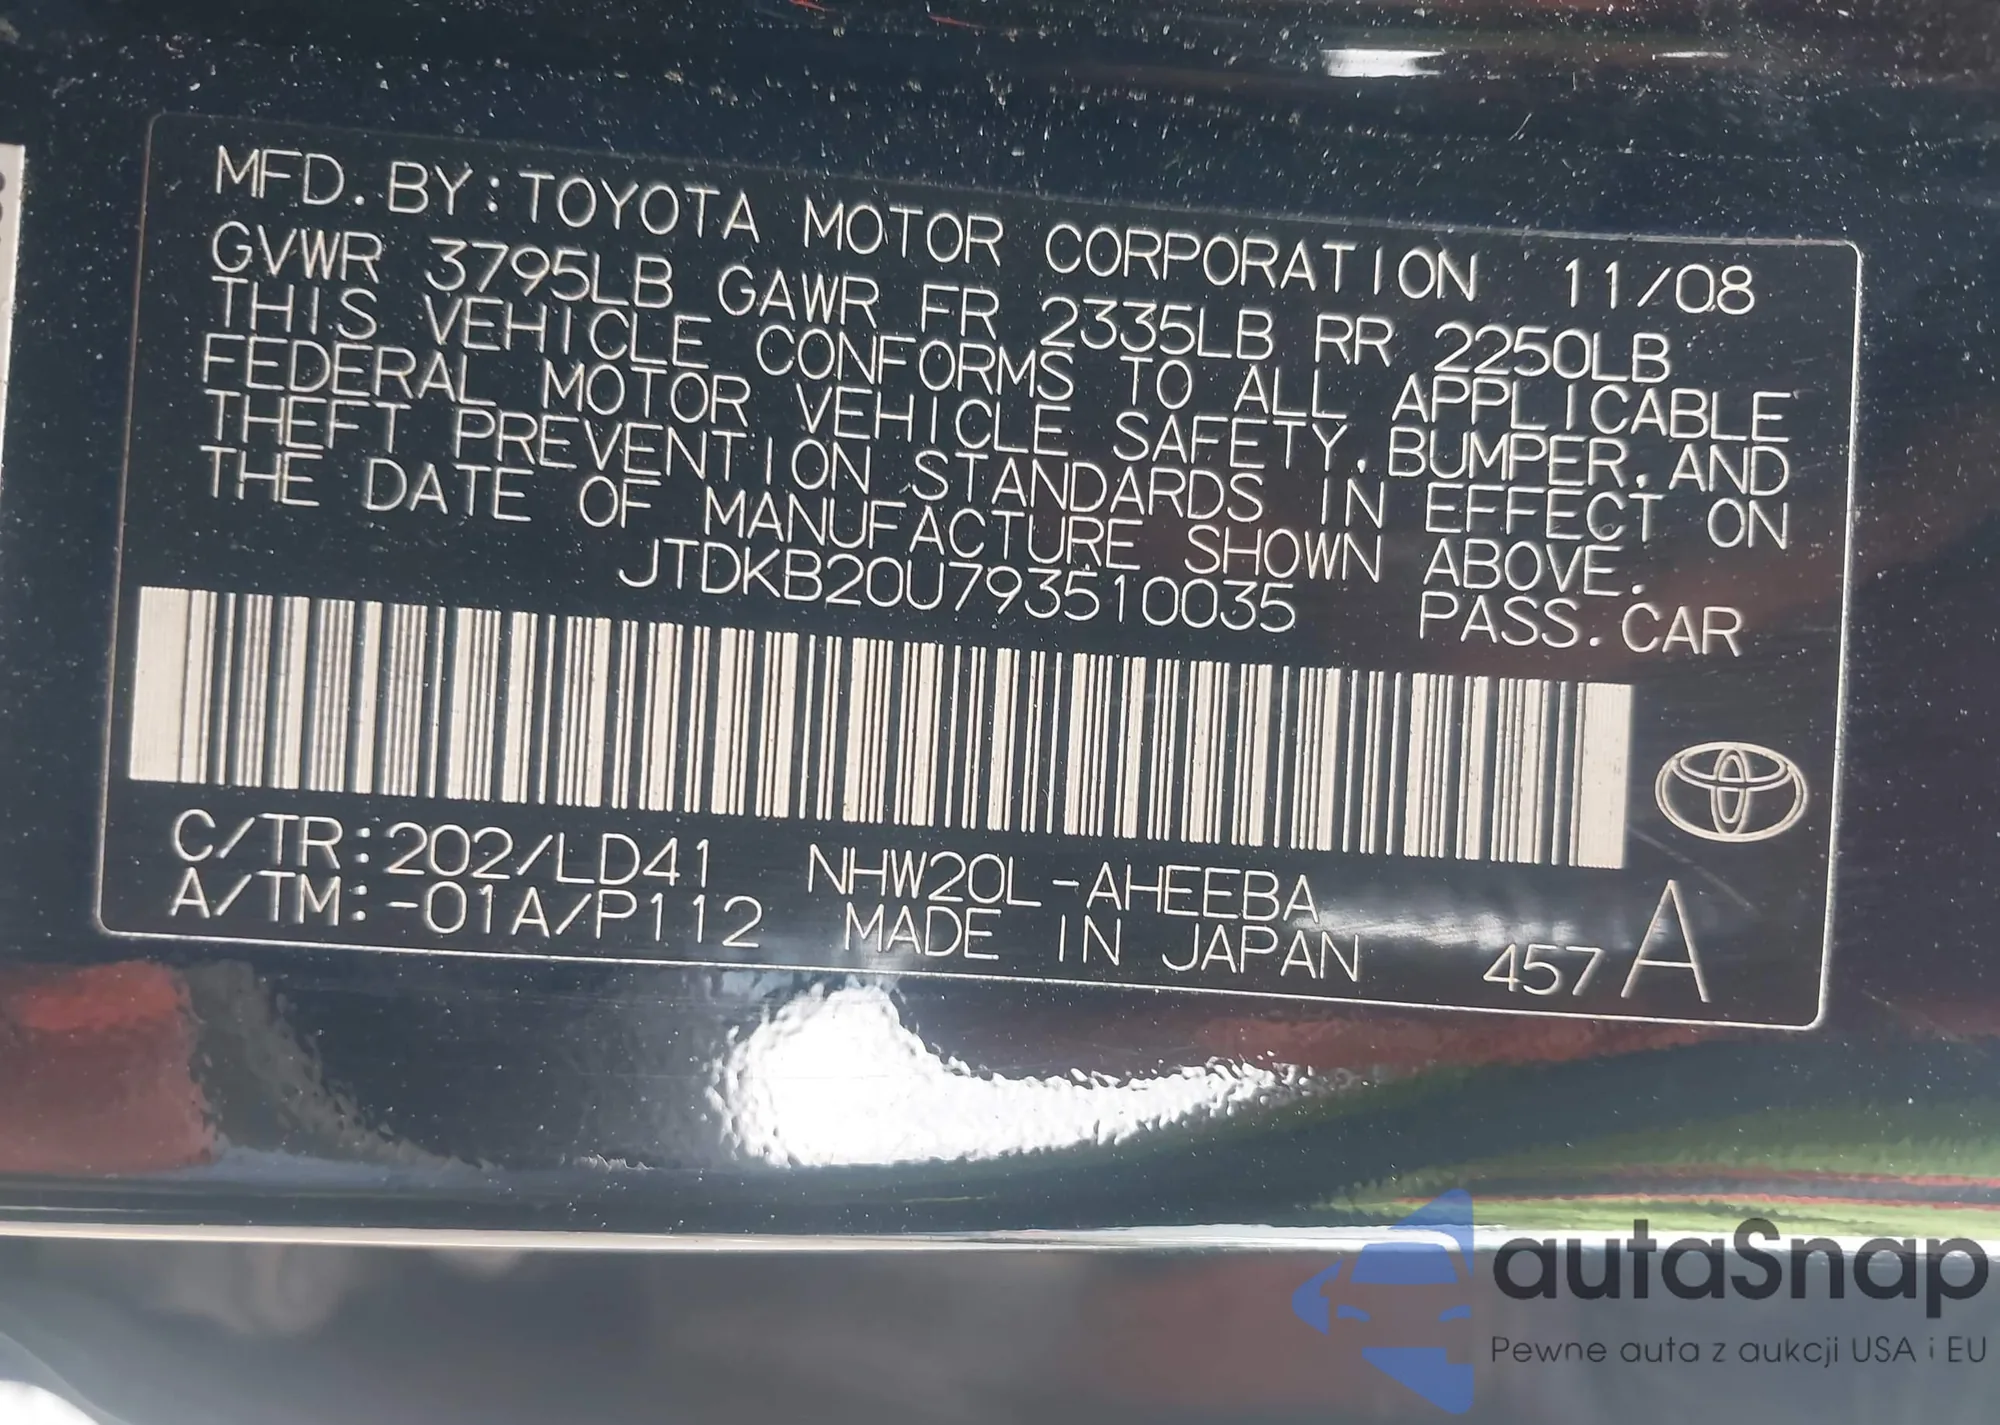 MFD.BY:TOYOTA MOTOR CORPORATION 11/08
GVWR 3795LB GAWR FR 2335LB RR 2250LB
THIS VEHICLE CONFORMS TO ALL APPLICABLE
FEDERAL MOTOR VEHICLE SAFETY,BUMPER,AND
THEFT PREVENTION STANDARDS IN EFFECT ON
THE DATE OF MANUFACTURE SHOWN ABOVE.
JTDKB20U793510035 PASS.CAR
C/TR:202/LD41 NHW20L-AHEEBA
A/TM:-01A/P112 MADE IN JAPAN 457A
autaSnap
Pewne auta z aukcji USA i EU